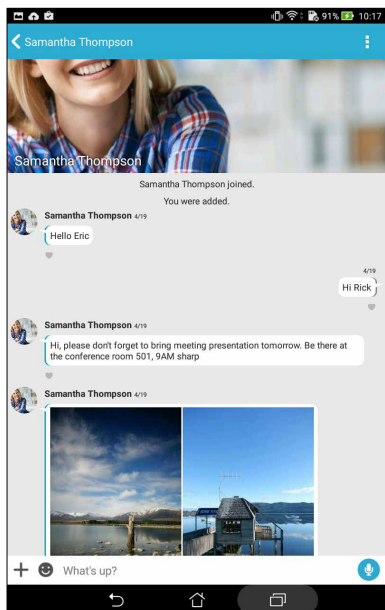 91% 10:17
Samantha Thompson
Samantha Thompson
Samantha Thompson joined.
You were added.
Samantha Thompson 4/19
Hello Eric
4/19
Hi Rick
Samantha Thompson 4/19
Hi, please don't forget to bring meeting presentation tomorrow. Be there at
the conference room 501, 9AM sharp
Samantha Thompson 4/19
What's up?